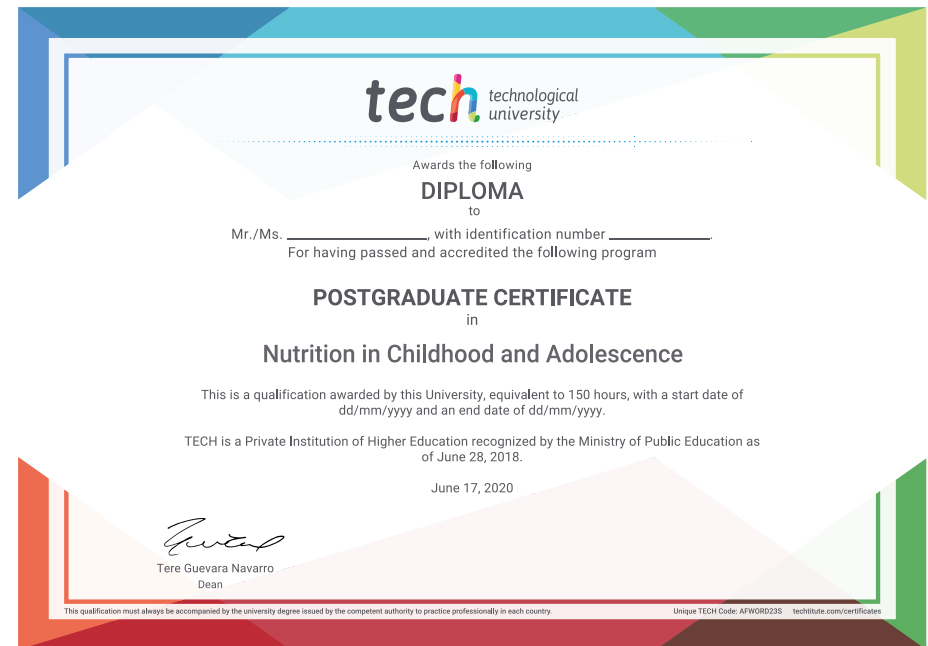 tech technological
university
Awards the following
DIPLOMA
to
Mr./Ms. ____________________, with identification number ______________.
For having passed and accredited the following program
POSTGRADUATE CERTIFICATE
in
Nutrition in Childhood and Adolescence
This is a qualification awarded by this University, equivalent to 150 hours, with a start date of
dd/mm/yyyy and an end date of dd/mm/yyyy.
TECH is a Private Institution of Higher Education recognized by the Ministry of Public Education as
of June 28, 2018.
June 17, 2020
Tere Guevara Navarro
Dean
This qualification must always be accompanied by the university degree issued by the competent authority to practice professionally in each country. Unique TECH Code: AFWORD23S techtitute.com/certificates